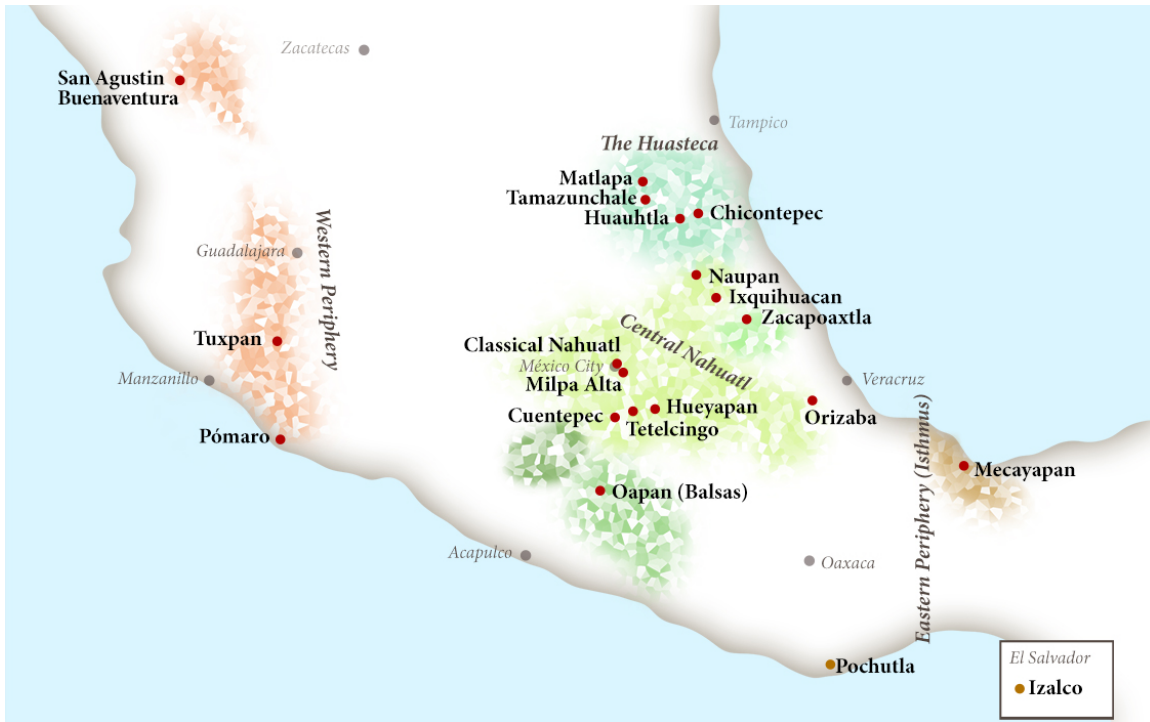 Zacatecas
San Agustin
Buenaventura
Tampico
The Huasteca
Matlapa
Tamazunchale
Huauhtla
Chicontepec
Western Periphery
Guadalajara
Naupan
Ixquihuacan
Zacapoaxtla
Central Nahuatl
Tuxpan
Classical Nahuatl
México City
Milpa Alta
Manzanillo
Veracruz
Cuentepec
Hueyapan
Tetelcingo
Orizaba
Pómaro
Eastern Periphery (Isthmus)
Mecayapan
Oapan (Balsas)
Acapulco
Oaxaca
Pochutla
El Salvador
Izalco